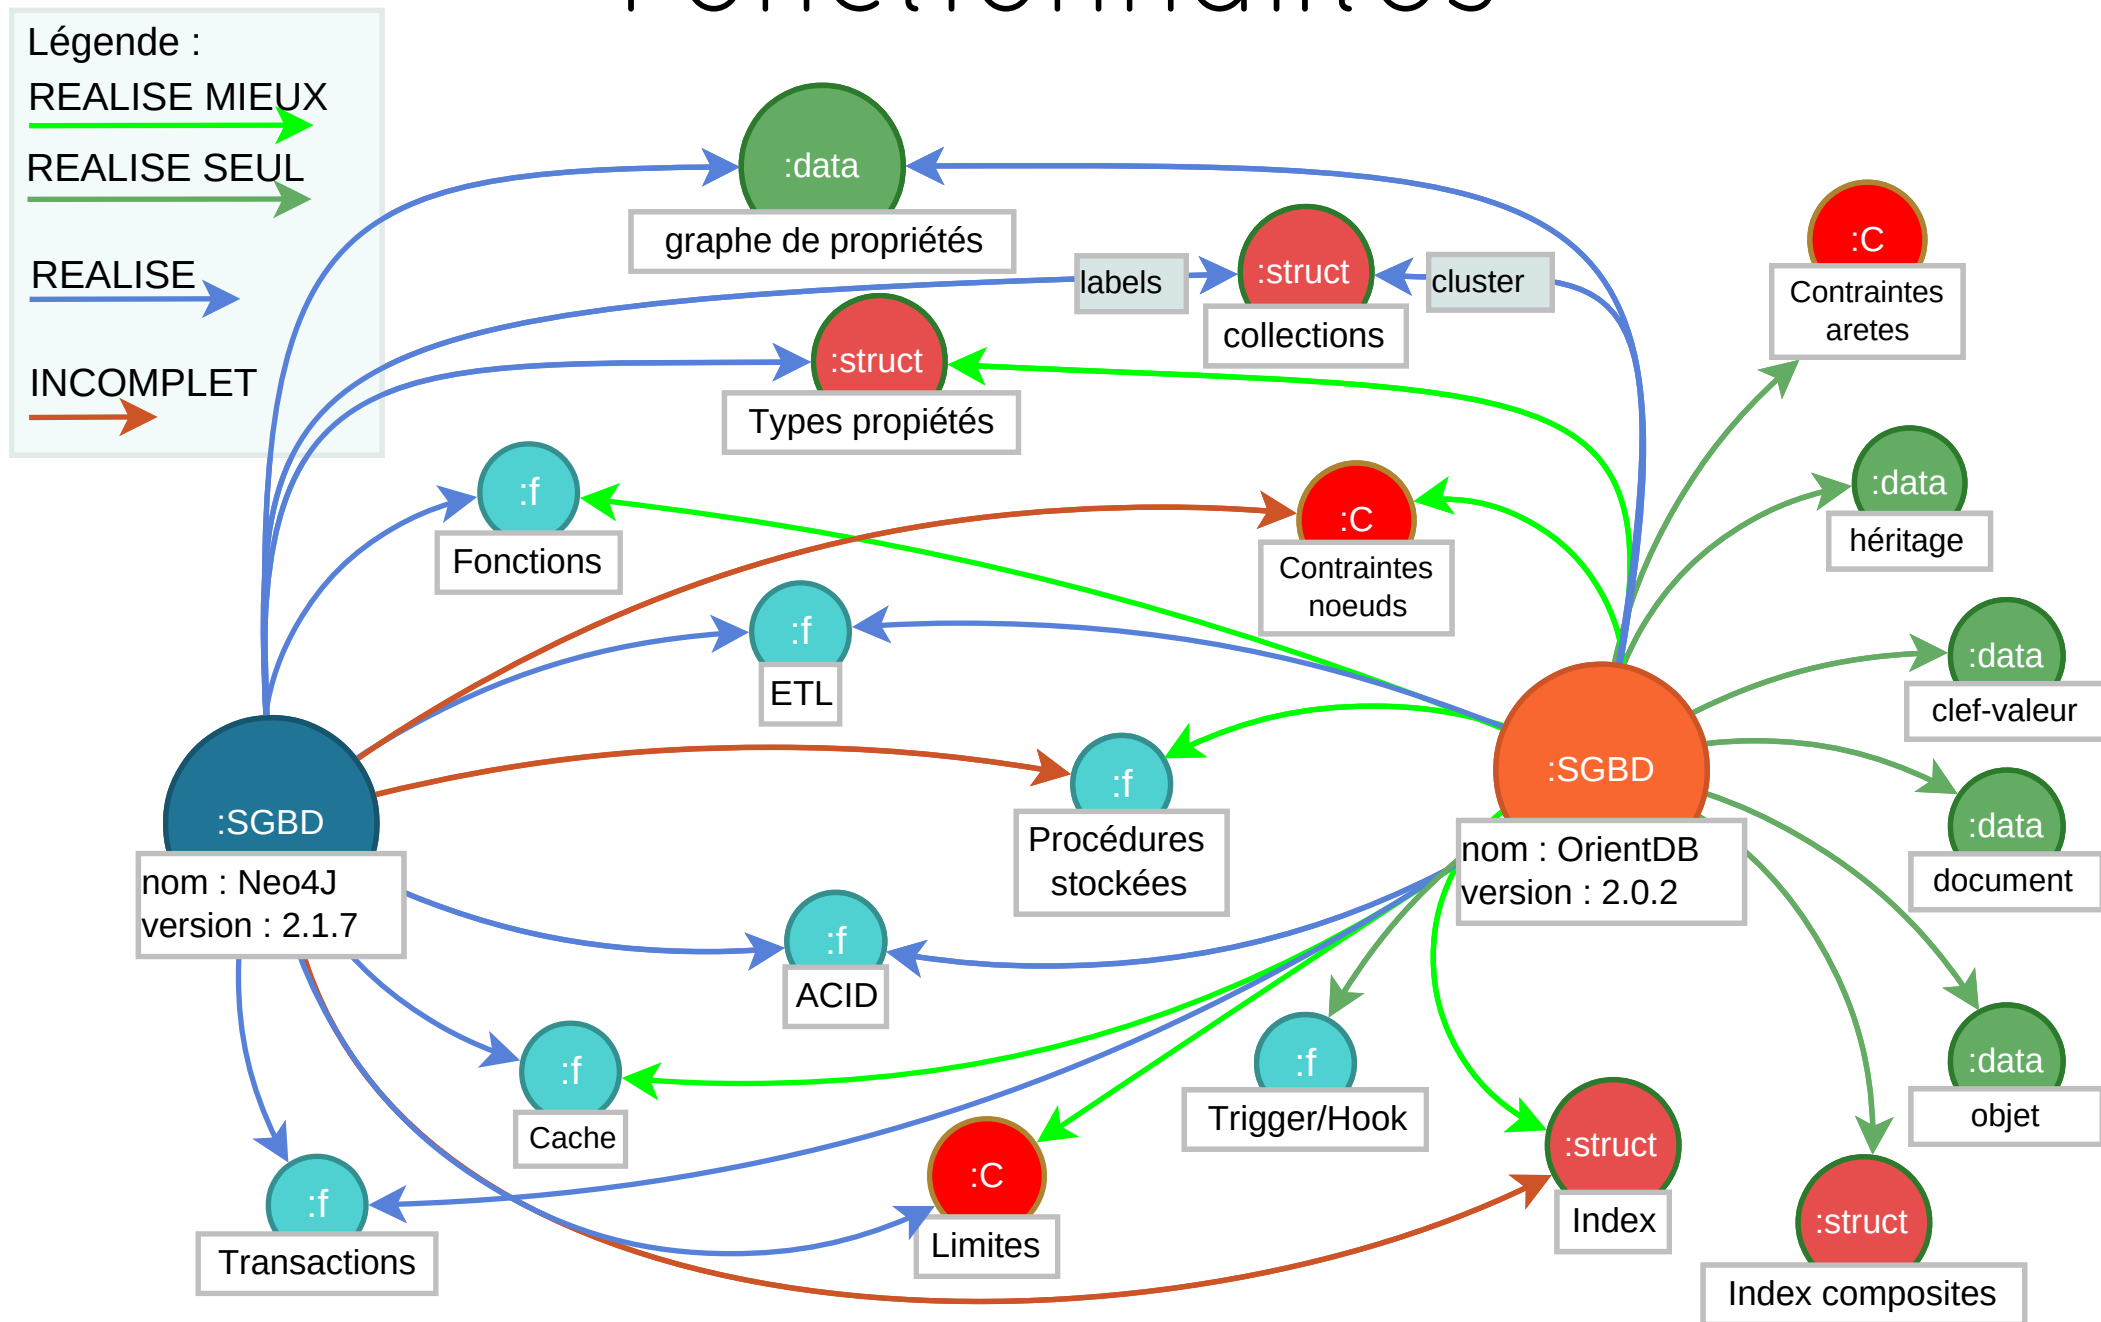 Fonctionnalités
Légende :
REALISE MIEUX
REALISE SEUL
REALISE
INCOMPLET
:data
graphe de propriétés
:struct
collections
labels
cluster
:C
Contraintes
aretes
:struct
Types propiétés
:f
Fonctions
:C
Contraintes
noeuds
:data
héritage
:f
ETL
:data
clef-valeur
:SGBD
nom : Neo4J
version : 2.1.7
:f
Procédures
stockées
:SGBD
nom : OrientDB
version : 2.0.2
:data
document
:f
ACID
:f
Cache
:f
Trigger/Hook
:data
objet
:f
Transactions
:C
Limites
:struct
Index
:struct
Index composites